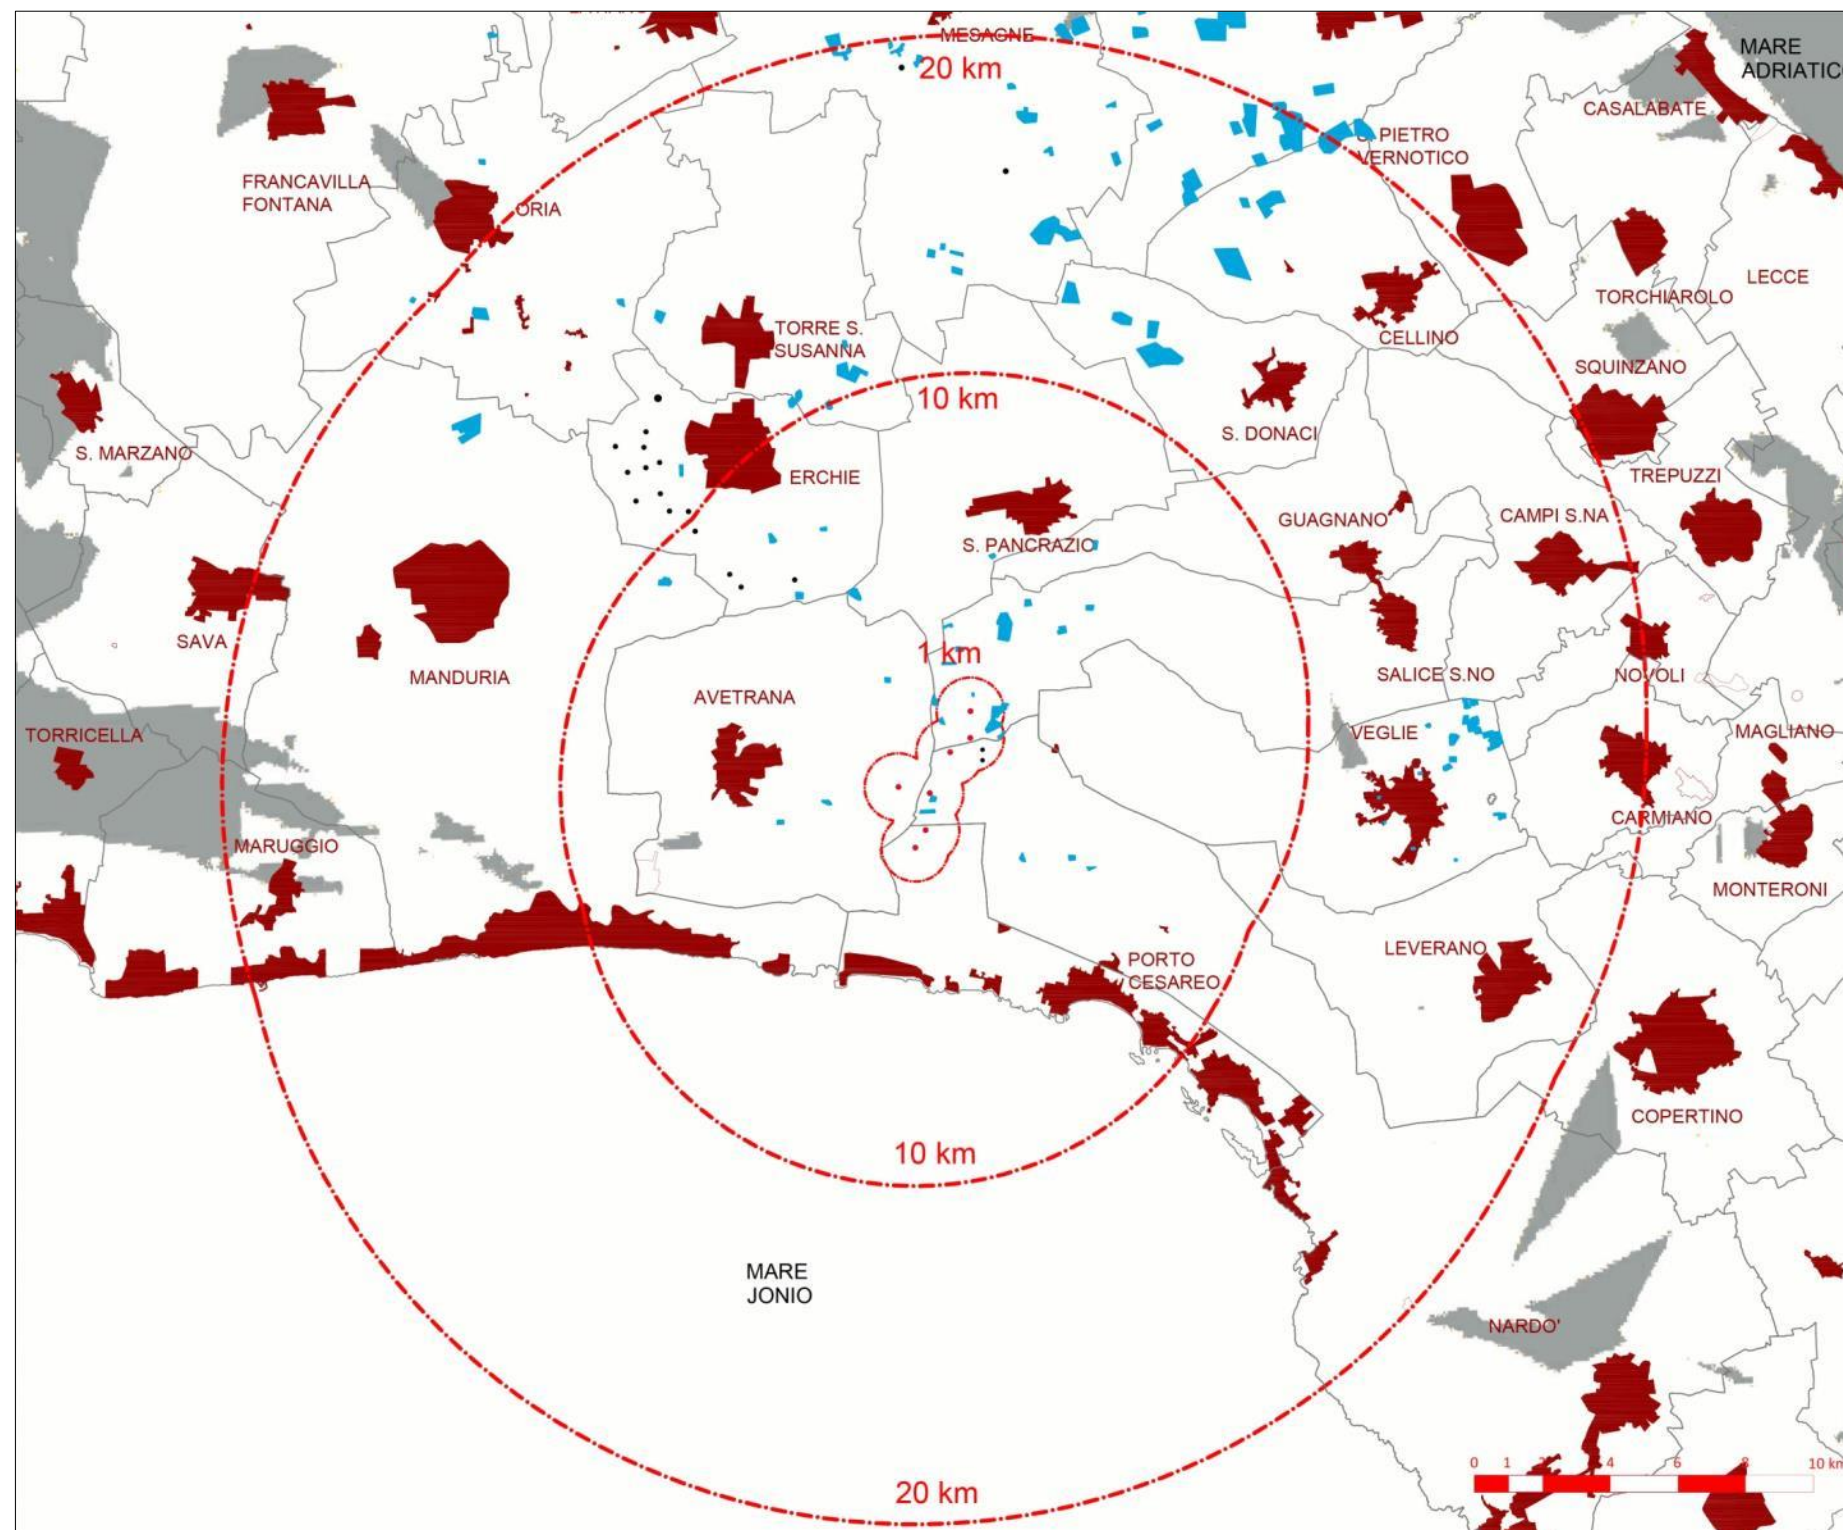 MESAGNE
MARE
ADRIATICO
20 km
CASALABATE
S. PIETRO
VERNOTICO
FRANCAVILLA
FONTANA
ORIA
LECCE
TORCHIAROLO
TORRE S.
SUSANNA
CELLINO
SQUINZANO
10 km
S. DONACI
S. MARZANO
ERCHIE
TREPUZZI
GUAGNANO
CAMPI S.NA
S. PANCRAZIO
SAVA
1 km
MANDURIA
SALICE S.NO
NOVOLI
AVETRANA
TORRICELLA
VEGLIE
MAGLIANO
CARMIANO
MARUGGIO
MONTERONI
LEVERANO
PORTO
CESAREO
COPERTINO
10 km
MARE
JONIO
NARDO'
0 1 2 4 6 8 10 km
20 km